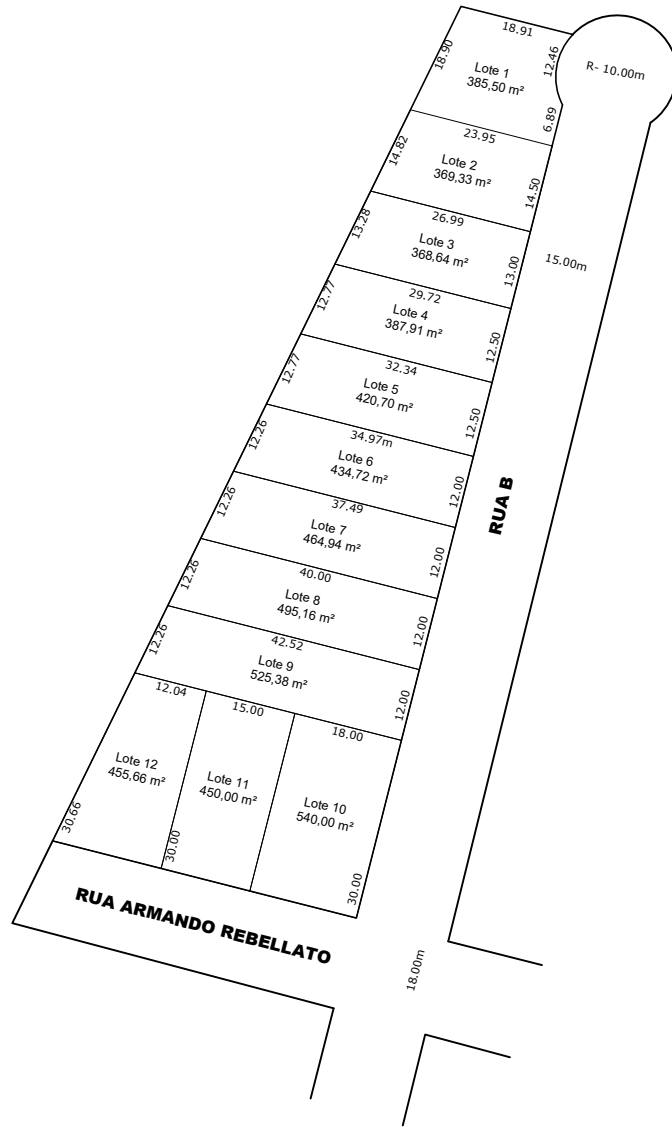 18.91
18.90
12.46
R- 10.00m
Lote 1
385,50 m²
6.89
23.95
14.82
Lote 2
369,33 m²
14.50
26.99
13.28
Lote 3
368,64 m²
13.00
15.00m
29.72
12.77
Lote 4
387,91 m²
12.50
32.34
12.77
Lote 5
420,70 m²
12.50
34.97m
12.26
Lote 6
434,72 m²
12.00
RUA B
37.49
12.26
Lote 7
464,94 m²
12.00
40.00
12.26
Lote 8
495,16 m²
12.00
42.52
12.26
Lote 9
525,38 m²
12.00
12.04
15.00
18.00
Lote 12
455,66 m²
Lote 11
450,00 m²
Lote 10
540,00 m²
30.66
30.00
30.00
RUA ARMANDO REBELLATO
18.00m